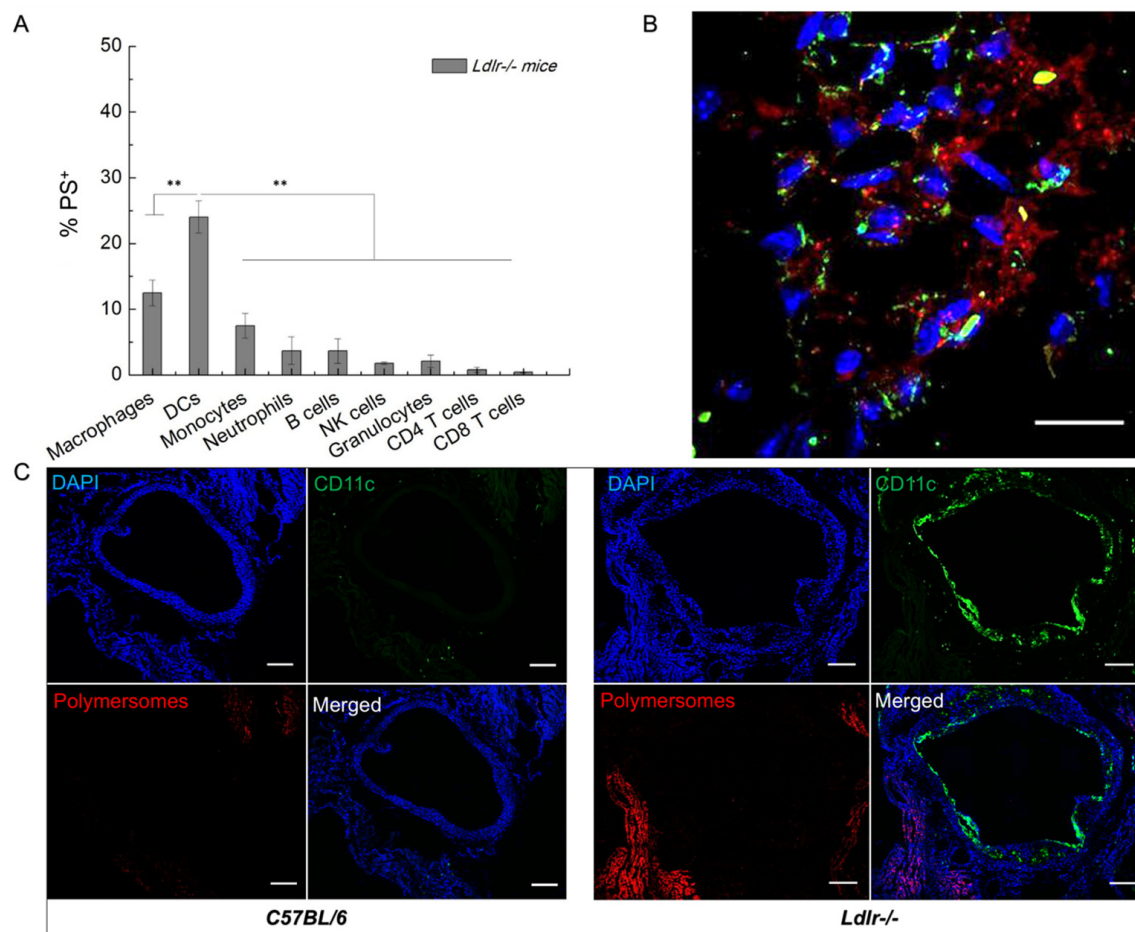 A
B
50
40
30
20
10
0
% PS+
Ldlr-/- mice
**
**
Macrophages
DCs
Monocytes
Neutrophils
B cells
NK cells
Granulocytes
CD4 T cells
CD8 T cells
C
DAPI
CD11c
DAPI
CD11c
Polymersomes
Merged
Polymersomes
Merged
C57BL/6
Ldlr-/-